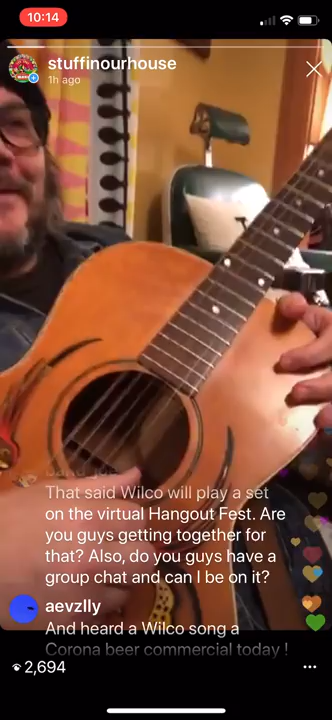 10:14
stuffinourhouse
1h ago
That said Wilco will play a set
on the virtual Hangout Fest. Are
you guys getting together for
that? Also, do you guys have a
group chat and can I be on it?
aevzlly
And heard a Wilco song a
Corona beer commercial today !
2,694